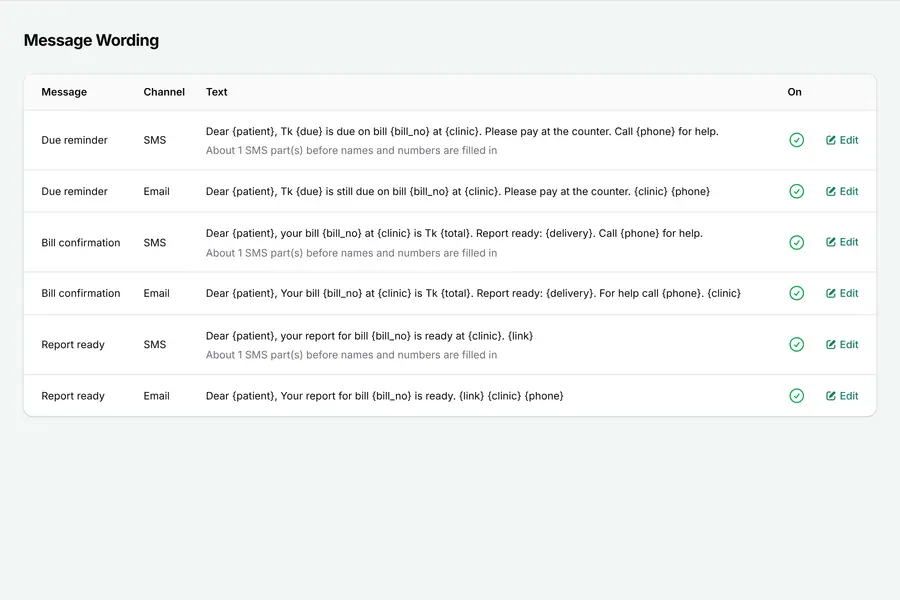 Message Wording
Message Channel Text On
Due reminder SMS Dear {patient}, Tk {due} is due on bill {bill_no} at {clinic}. Please pay at the counter. Call {phone} for help. Edit
About 1 SMS part(s) before names and numbers are filled in
Due reminder Email Dear {patient}, Tk {due} is still due on bill {bill_no} at {clinic}. Please pay at the counter. {clinic} {phone} Edit
Bill confirmation SMS Dear {patient}, your bill {bill_no} at {clinic} is Tk {total}. Report ready: {delivery}. Call {phone} for help. Edit
About 1 SMS part(s) before names and numbers are filled in
Bill confirmation Email Dear {patient}, Your bill {bill_no} at {clinic} is Tk {total}. Report ready: {delivery}. For help call {phone}. {clinic} Edit
Report ready SMS Dear {patient}, your report for bill {bill_no} is ready at {clinic}. {link} Edit
About 1 SMS part(s) before names and numbers are filled in
Report ready Email Dear {patient}, Your report for bill {bill_no} is ready. {link} {clinic} {phone} Edit